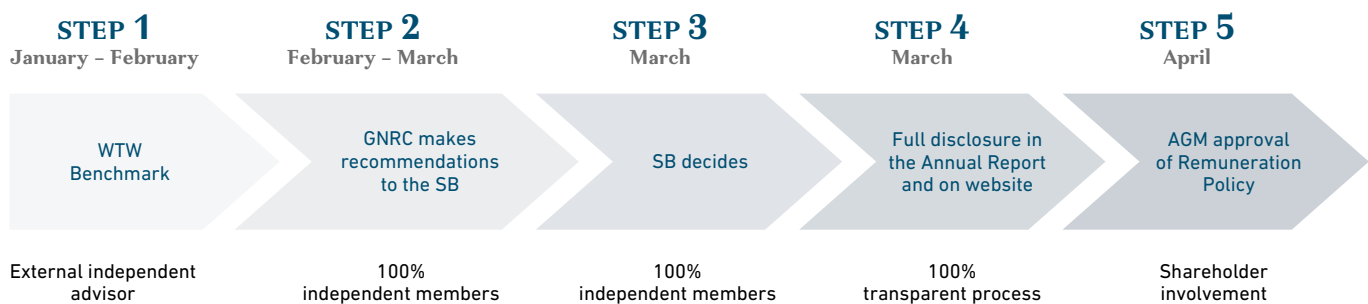 STEP 1
January – February
WTW
Benchmark
External independent
advisor
STEP 2
February – March
GNRC makes
recommendations
to the SB
100%
independent members
STEP 3
March
SB decides
100%
independent members
STEP 4
March
Full disclosure in
the Annual Report
and on website
100%
transparent process
STEP 5
April
AGM approval
of Remuneration
Policy
Shareholder
involvement